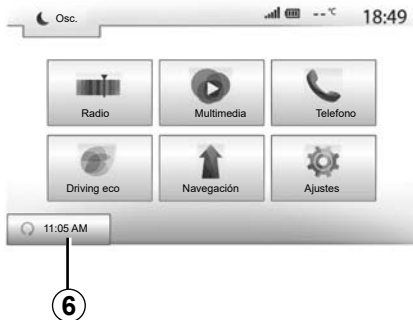 Osc.
--°C
18:49
Radio
Multimedia
Telefono
Driving eco
Navegación
Ajustes
11:05 AM
6